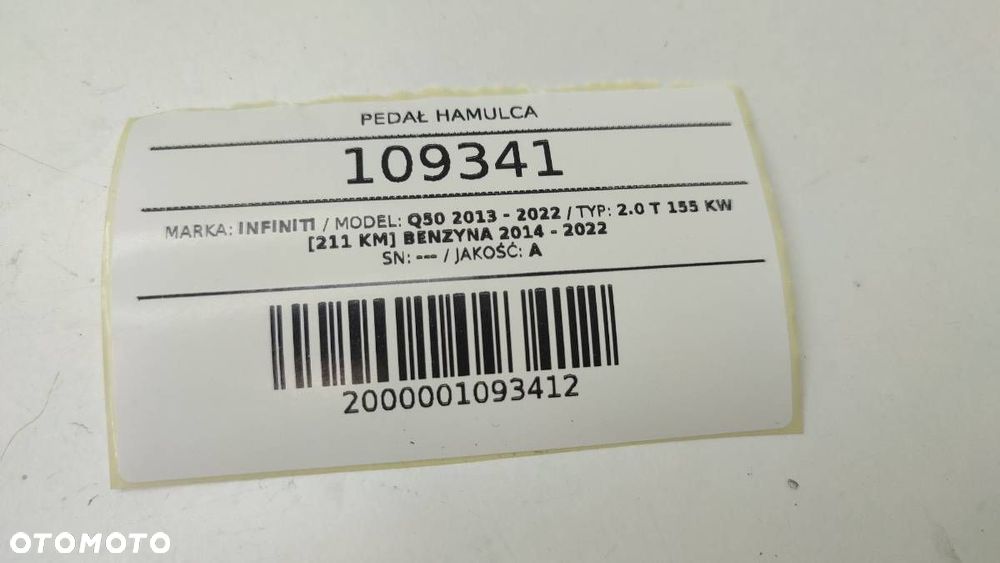 PEDAŁ HAMULCA
109341
MARKA: INFINITI / MODEL: Q50 2013 - 2022 / TYP: 2.0 T 155 KW
[211 KM] BENZYNA 2014 - 2022
SN: --- / JAKOŚĆ: A
2000001093412
OTOMOTO